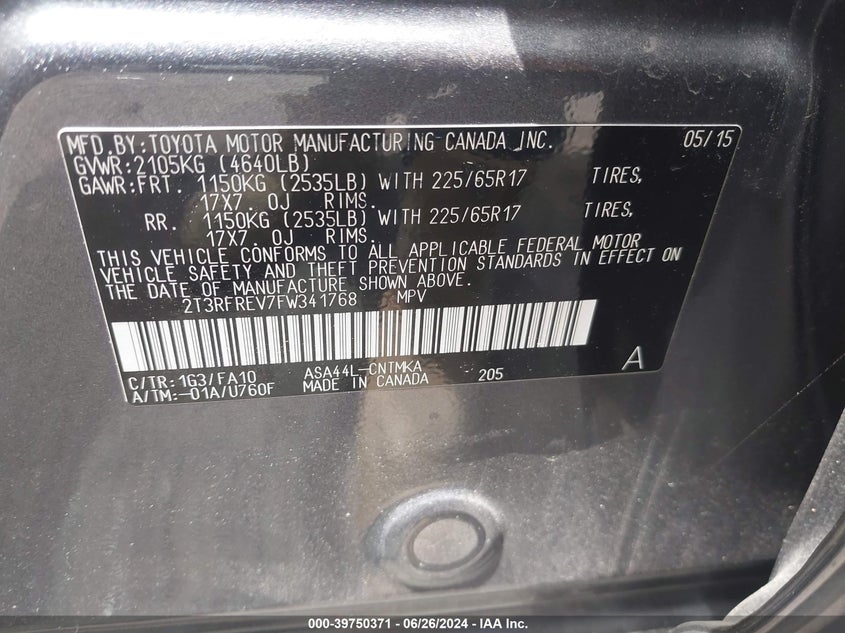 MFD.BY:TOYOTA MOTOR MANUFACTURING CANADA INC. 05/15
GVWR:2105KG (4640LB)
GAWR:FRT. 1150KG (2535LB) WITH 225/65R17 TIRES,
17X7.0J RIMS.
RR. 1150KG (2535LB) WITH 225/65R17 TIRES,
17X7.0J RIMS.
THIS VEHICLE CONFORMS TO ALL APPLICABLE FEDERAL MOTOR
VEHICLE SAFETY AND THEFT PREVENTION STANDARDS IN EFFECT ON
THE DATE OF MANUFACTURE SHOWN ABOVE.
2T3RFREV7FW341768 MPV
C/TR:1G3/FA10 ASA44L-CNTMKA 205 A
A/TM:-01A/U760F MADE IN CANADA
000-39750371 - 06/26/2024 - IAA Inc.